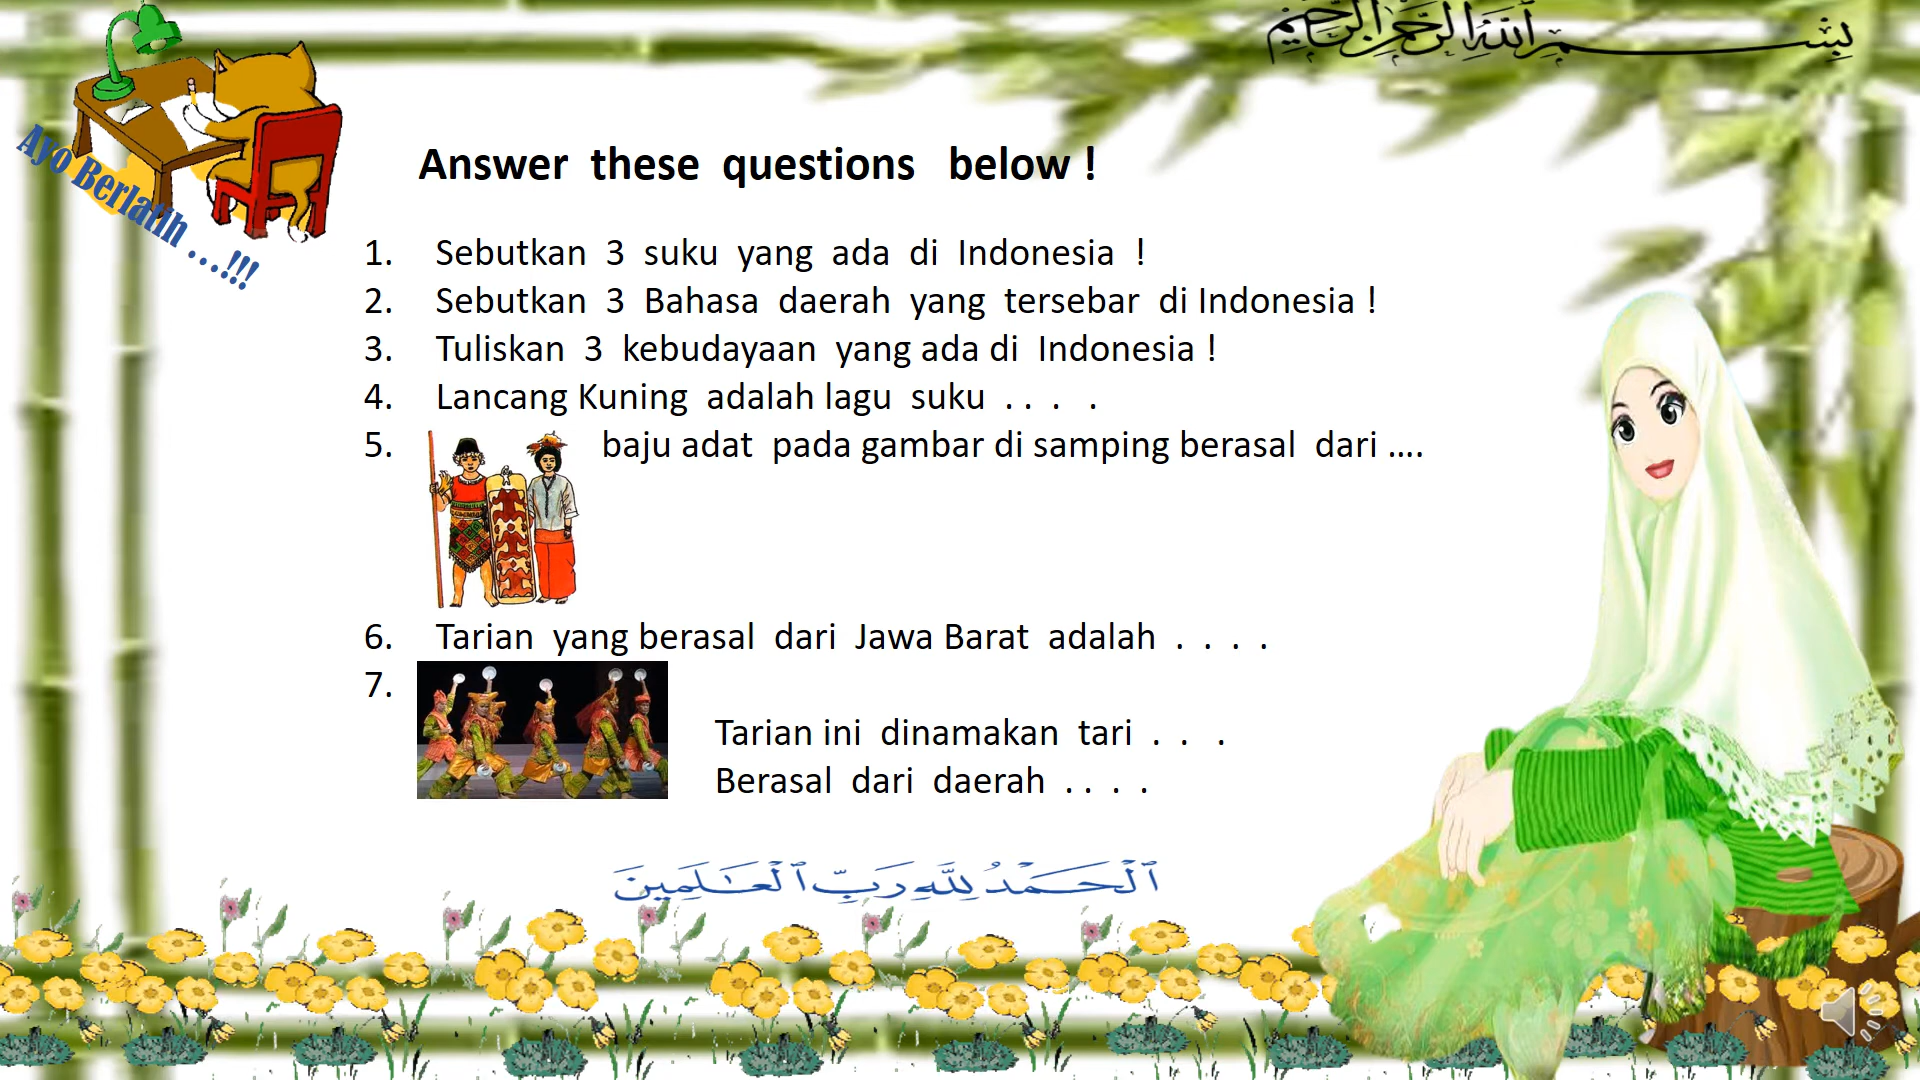 بِسْمِ ٱللَّهِ ٱلرَّحْمَٰنِ ٱلرَّحِيمِ
Ayo Berlatih ...!!!
Answer these questions below !
1. Sebutkan 3 suku yang ada di Indonesia !
2. Sebutkan 3 Bahasa daerah yang tersebar di Indonesia !
3. Tuliskan 3 kebudayaan yang ada di Indonesia !
4. Lancang Kuning adalah lagu suku . . . .
5. baju adat pada gambar di samping berasal dari ....
6. Tarian yang berasal dari Jawa Barat adalah . . . .
7.
Tarian ini dinamakan tari . . .
Berasal dari daerah . . . .
ٱلْحَمْدُ لِلَّهِ رَبِّ ٱلْعَـٰلَمِينَ